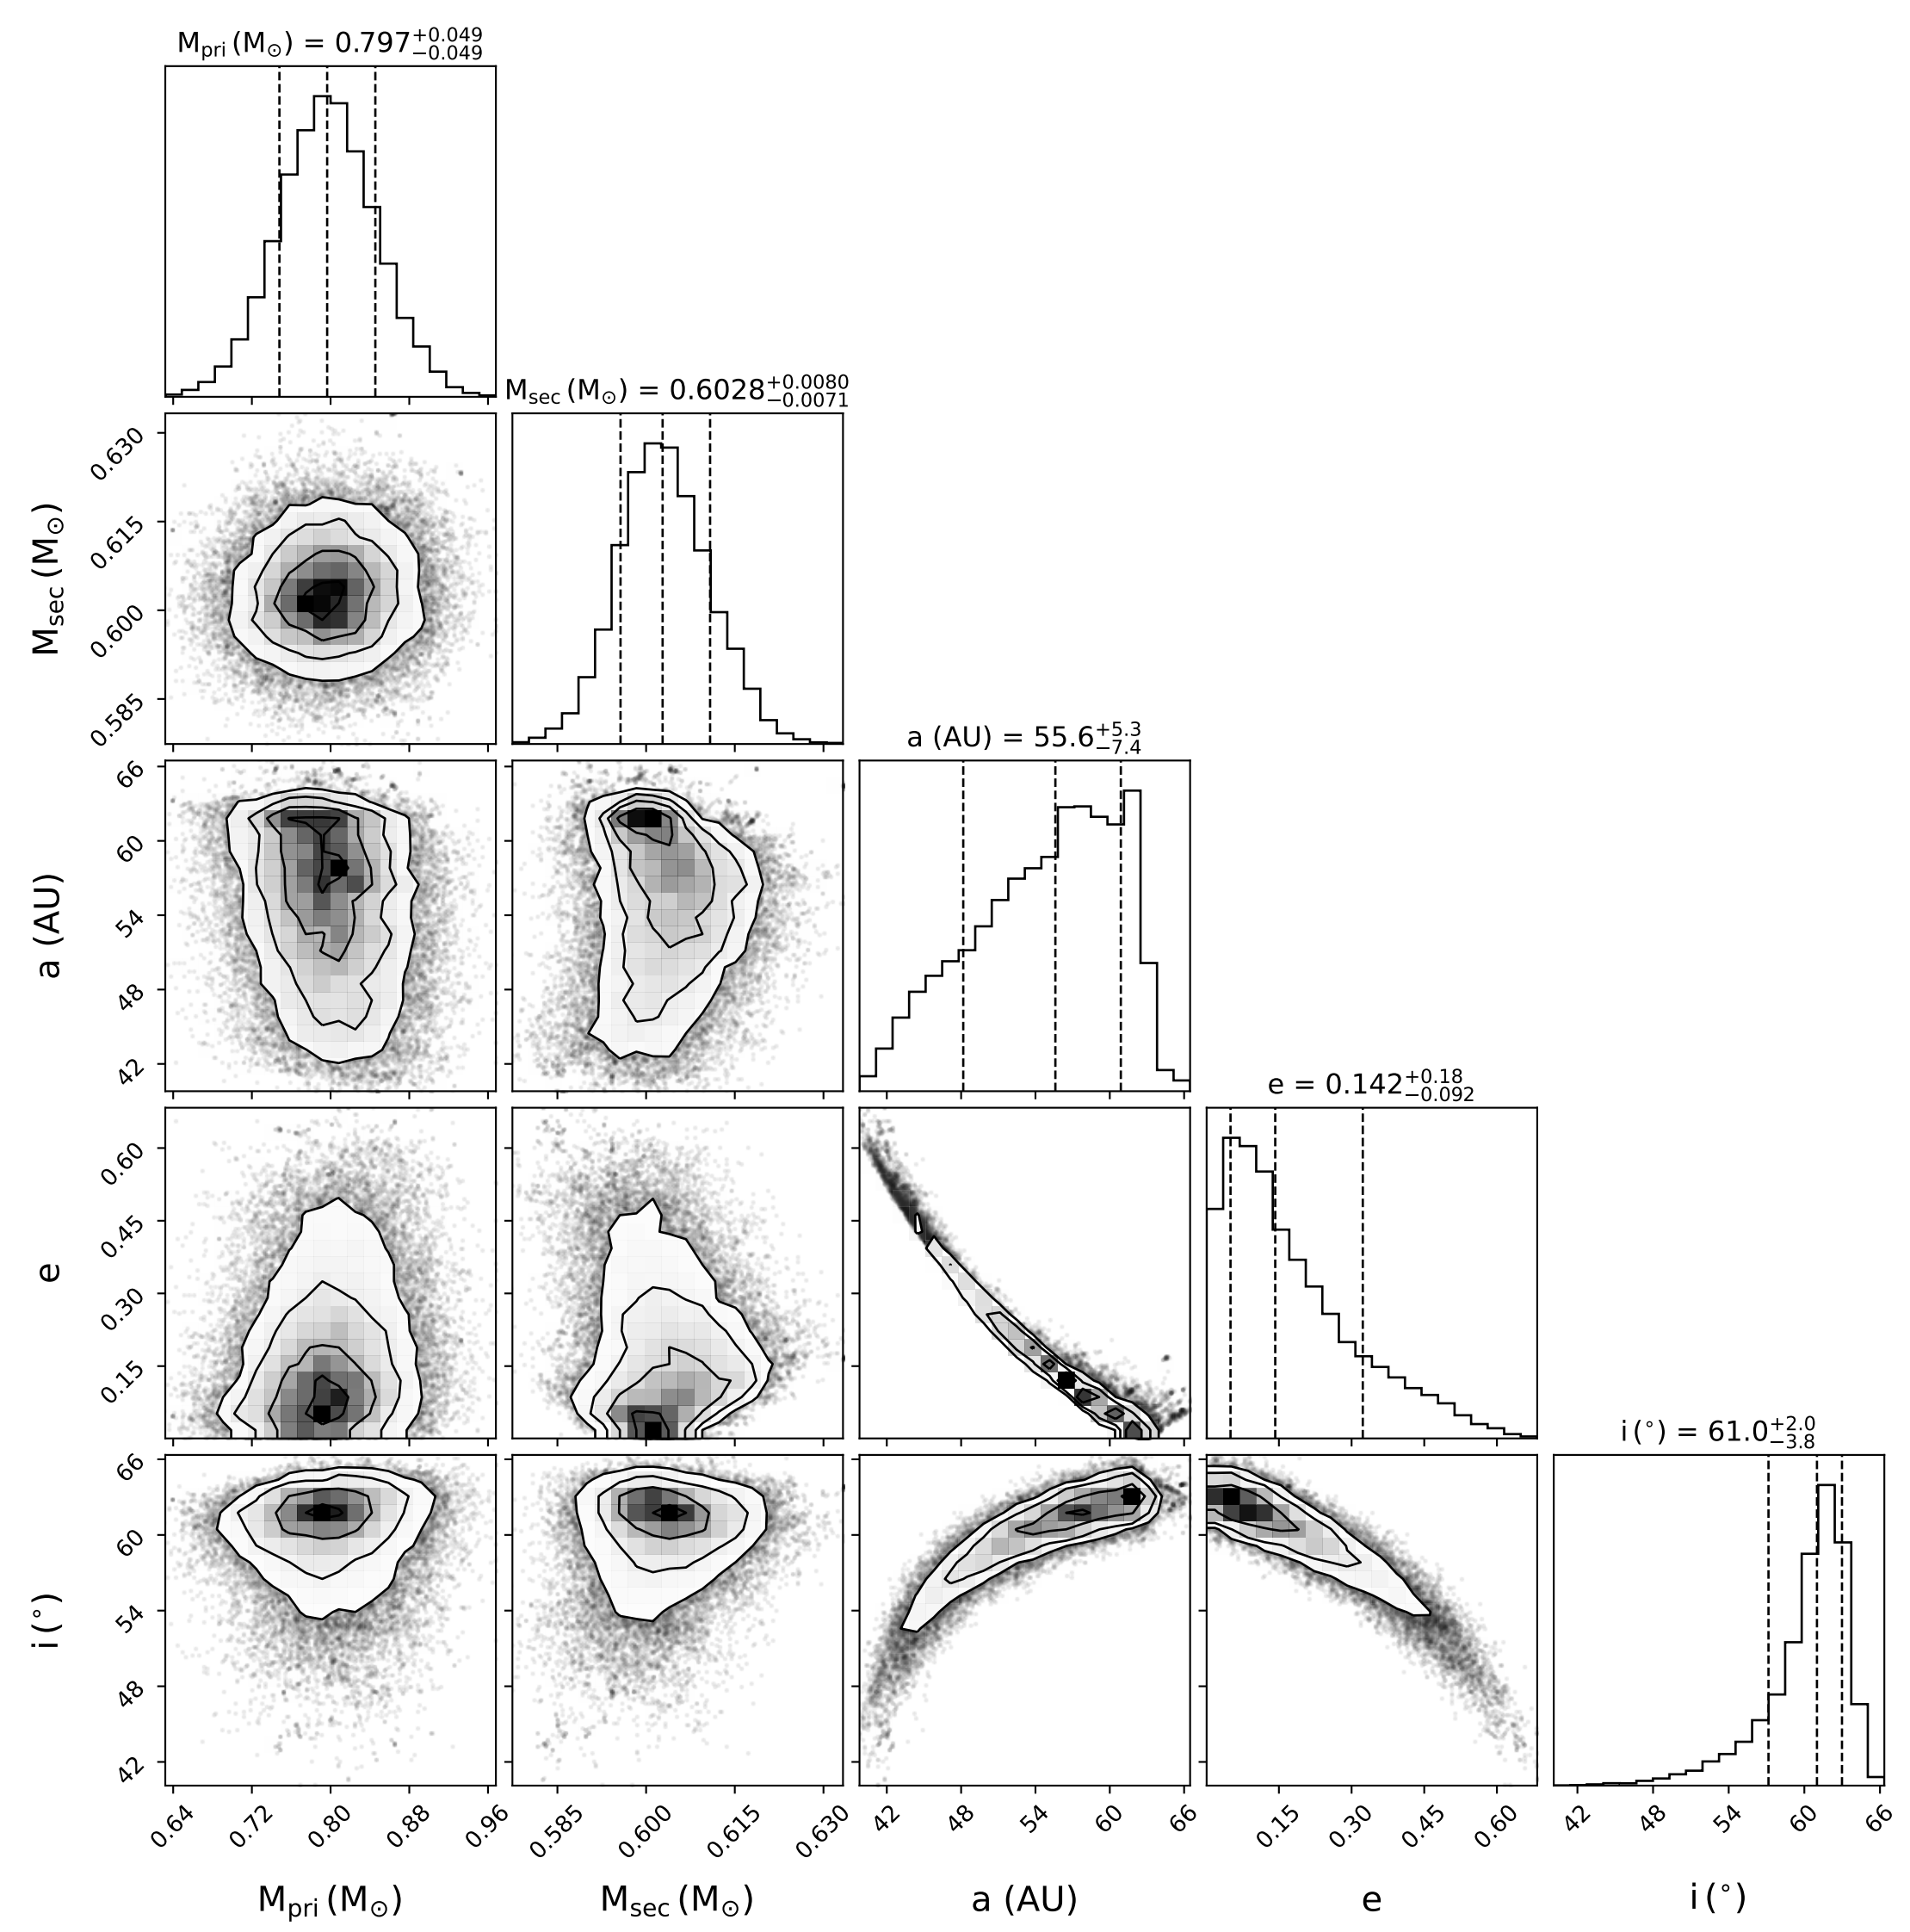 M_pri (M_⊙) = 0.797 +0.049 −0.049
M_sec (M_⊙) = 0.6028 +0.0080 −0.0071
0.630
0.615
0.600
0.585
M_sec (M_⊙)
a (AU) = 55.6 +5.3 −7.4
66
60
54
48
42
a (AU)
e = 0.142 +0.18 −0.092
0.60
0.45
0.30
0.15
e
i (°) = 61.0 +2.0 −3.8
66
60
54
48
42
i (°)
0.64 0.72 0.80 0.88 0.96 0.585 0.600 0.615 0.630 42 48 54 60 66 0.15 0.30 0.45 0.60 42 48 54 60 66
M_pri (M_⊙) M_sec (M_⊙) a (AU) e i (°)